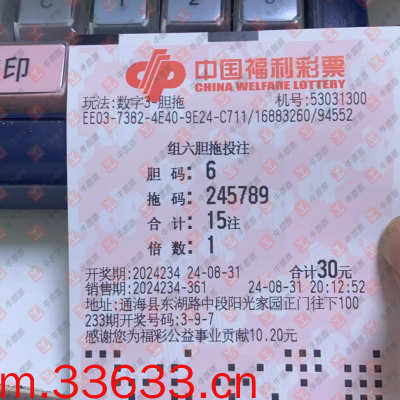 C
印
中国福利彩票
CHINA WELFARE LOTTERY
玩法:数字3-胆拖 机号:53031300
EE03-7382-4E40-9E24-C711/16883260/94552
组六胆拖投注
胆 码: 6
拖 码: 245789
合 计: 15注
倍 数: 1
开奖期:2024234 24-08-31 合计30元
销售期:2024234-361 24-08-31 20:12:52
地址:通海县东湖路中段阳光家园正门往下100
233期开奖号码:3-9-7
感谢您为福彩公益事业贡献10.20元
m.33633.cn